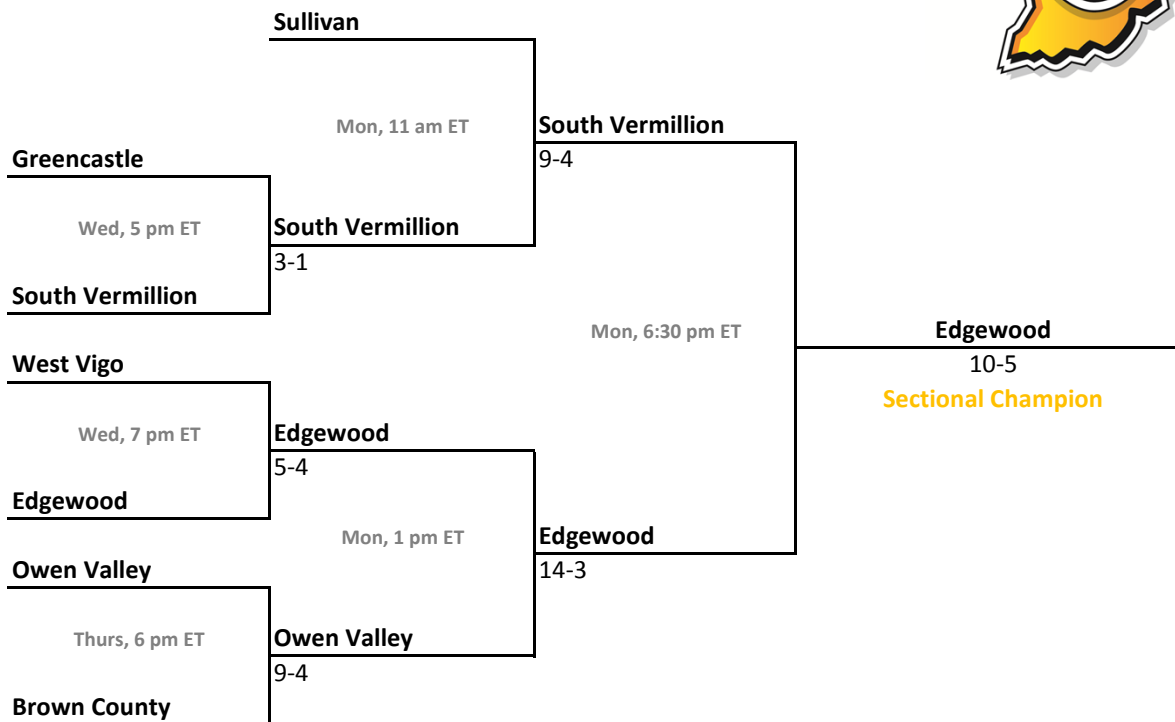 Sullivan
Mon, 11 am ET
South Vermillion
9-4
Greencastle
Wed, 5 pm ET
South Vermillion
3-1
South Vermillion
Mon, 6:30 pm ET
Edgewood
10-5
Sectional Champion
West Vigo
Wed, 7 pm ET
Edgewood
5-4
Edgewood
Mon, 1 pm ET
Edgewood
14-3
Owen Valley
Thurs, 6 pm ET
Owen Valley
9-4
Brown County